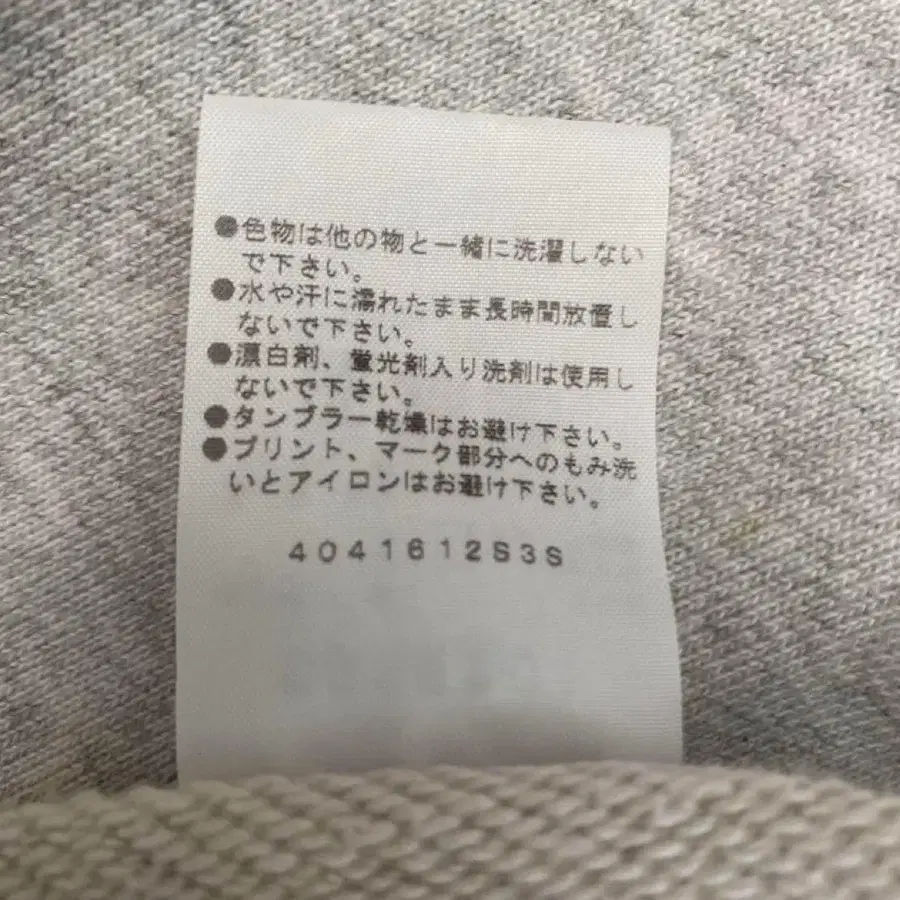 ●色物は他の物と一緒に洗濯しない
で下さい。
●水や汗に濡れたまま長時間放置し
ないで下さい。
●漂白剤、蛍光剤入り洗剤は使用し
ないで下さい。
●タンブラー乾燥はお避け下さい。
●プリント、マーク部分へのもみ洗
いとアイロンはお避け下さい。
4041612S3S